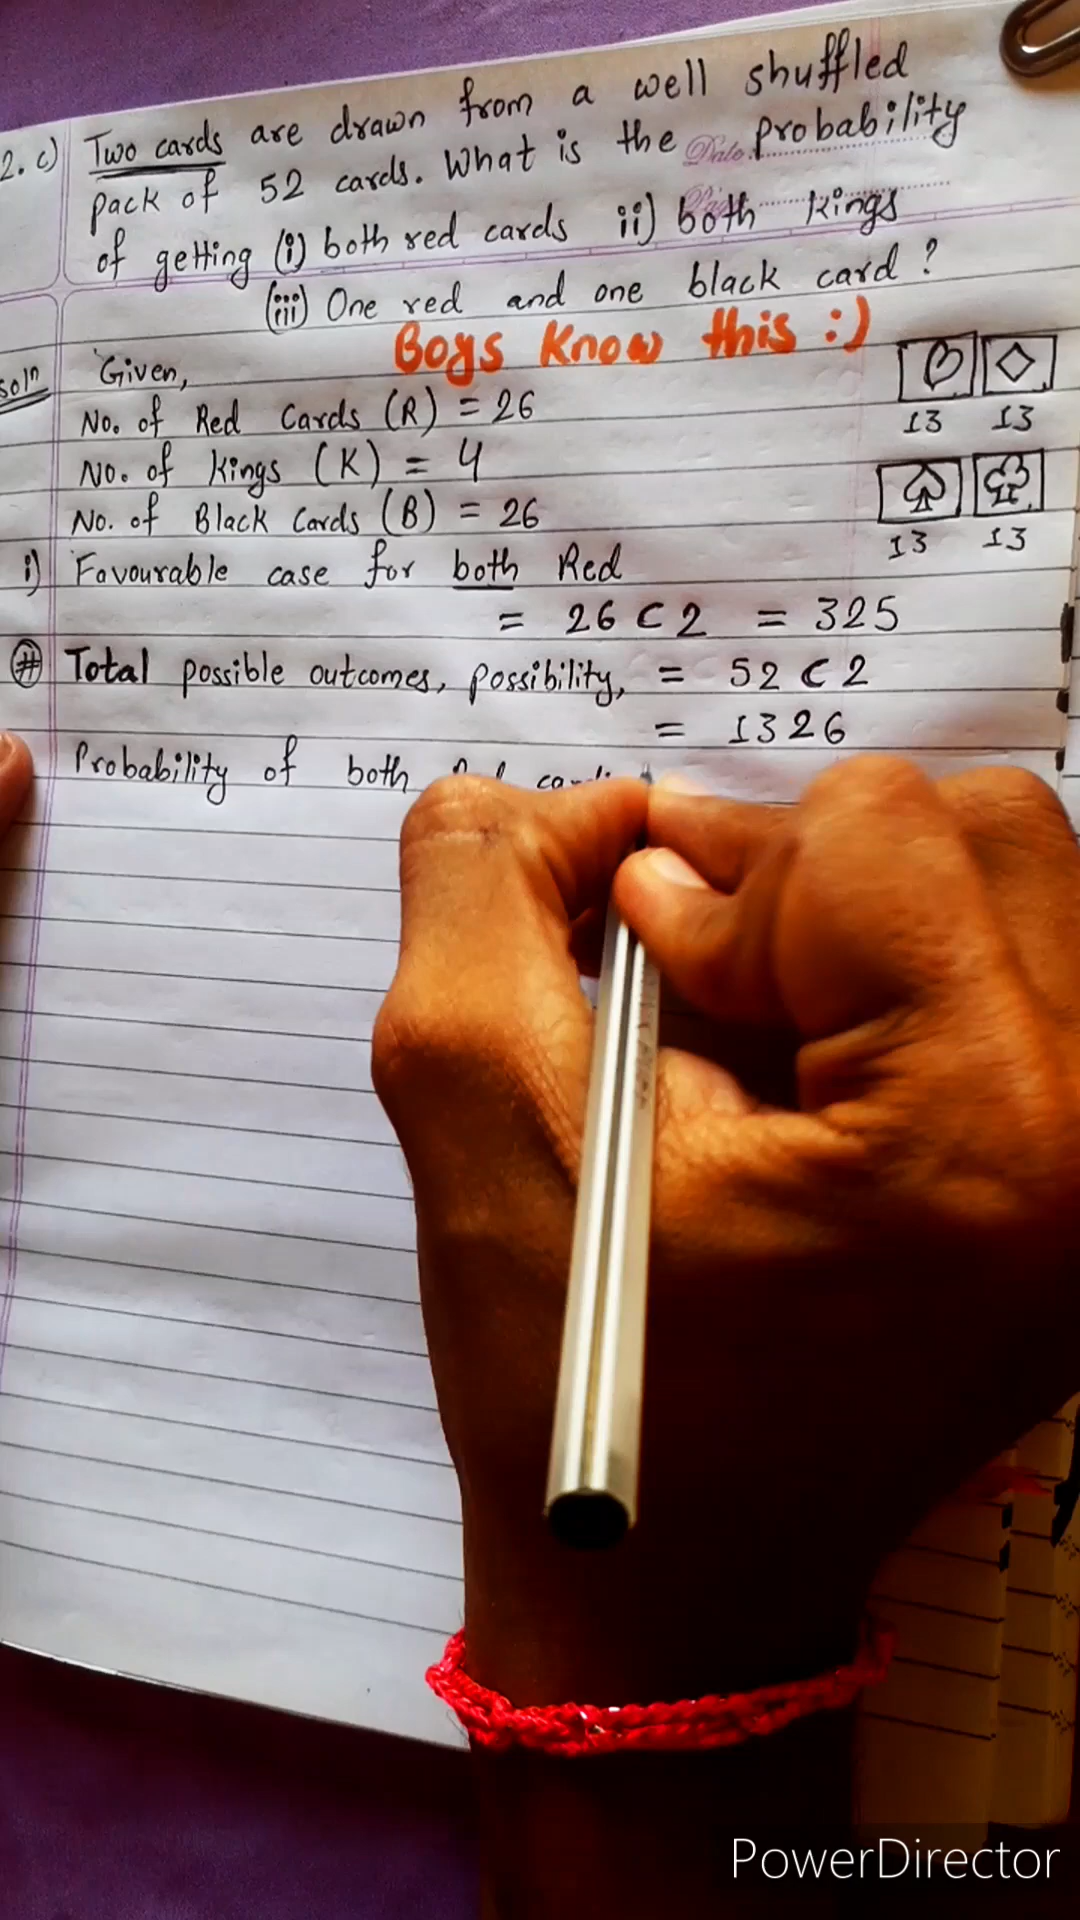 2. c) Two cards are drawn from a well shuffled
pack of 52 cards. What is the probability
Date.
of getting (i) both red cards ii) both kings
(iii) One red and one black card ?
Boys Know this :)
Soln Given,
No. of Red Cards (R) = 26
13 13
No. of Kings (K) = 4
No. of Black Cards (B) = 26
13 13
i) Favourable case for both Red
= 26 C 2 = 325
# Total possible outcomes, possibility, = 52 C 2
= 1326
Probability of both
PowerDirector